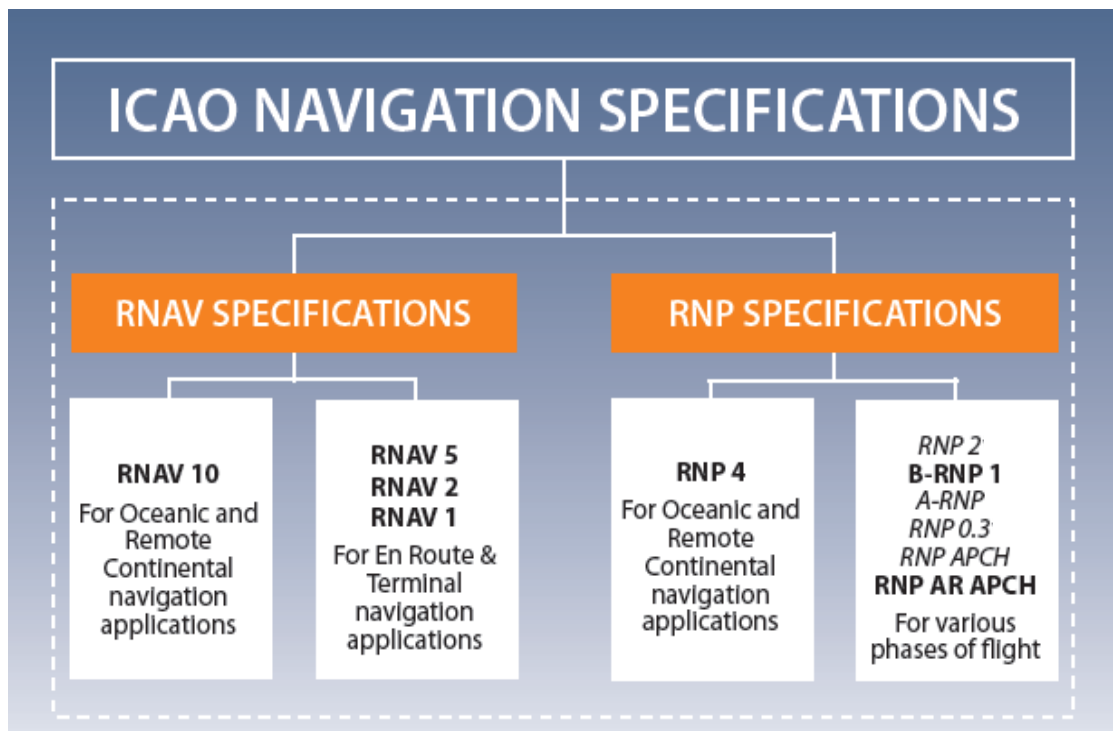 ICAO NAVIGATION SPECIFICATIONS
RNAV SPECIFICATIONS
RNAV 10
For Oceanic and
Remote
Continental
navigation
applications
RNAV 5
RNAV 2
RNAV 1
For En Route &
Terminal
navigation
applications
RNP SPECIFICATIONS
RNP 4
For Oceanic and
Remote
Continental
navigation
applications
RNP 2
B-RNP 1
A-RNP
RNP 0.3
RNP APCH
RNP AR APCH
For various
phases of flight